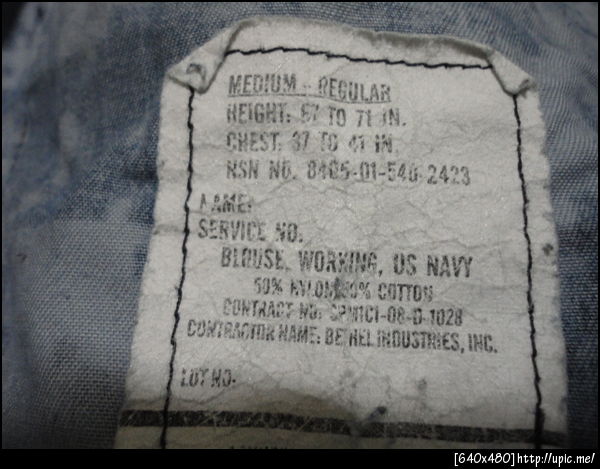 MEDIUM - REGULAR
HEIGHT: 67 TO 71 IN.
CHEST: 37 TO 41 IN.
NSN NO. 8405-01-540-2423
NAME:
SERVICE NO.
BLOUSE, WORKING, US NAVY
50% NYLON 50% COTTON
CONTRACT NO: SPM1C1-08-D-1028
CONTRACTOR NAME: BETHEL INDUSTRIES, INC.
LOT NO.
[640x480]http://upic.me/